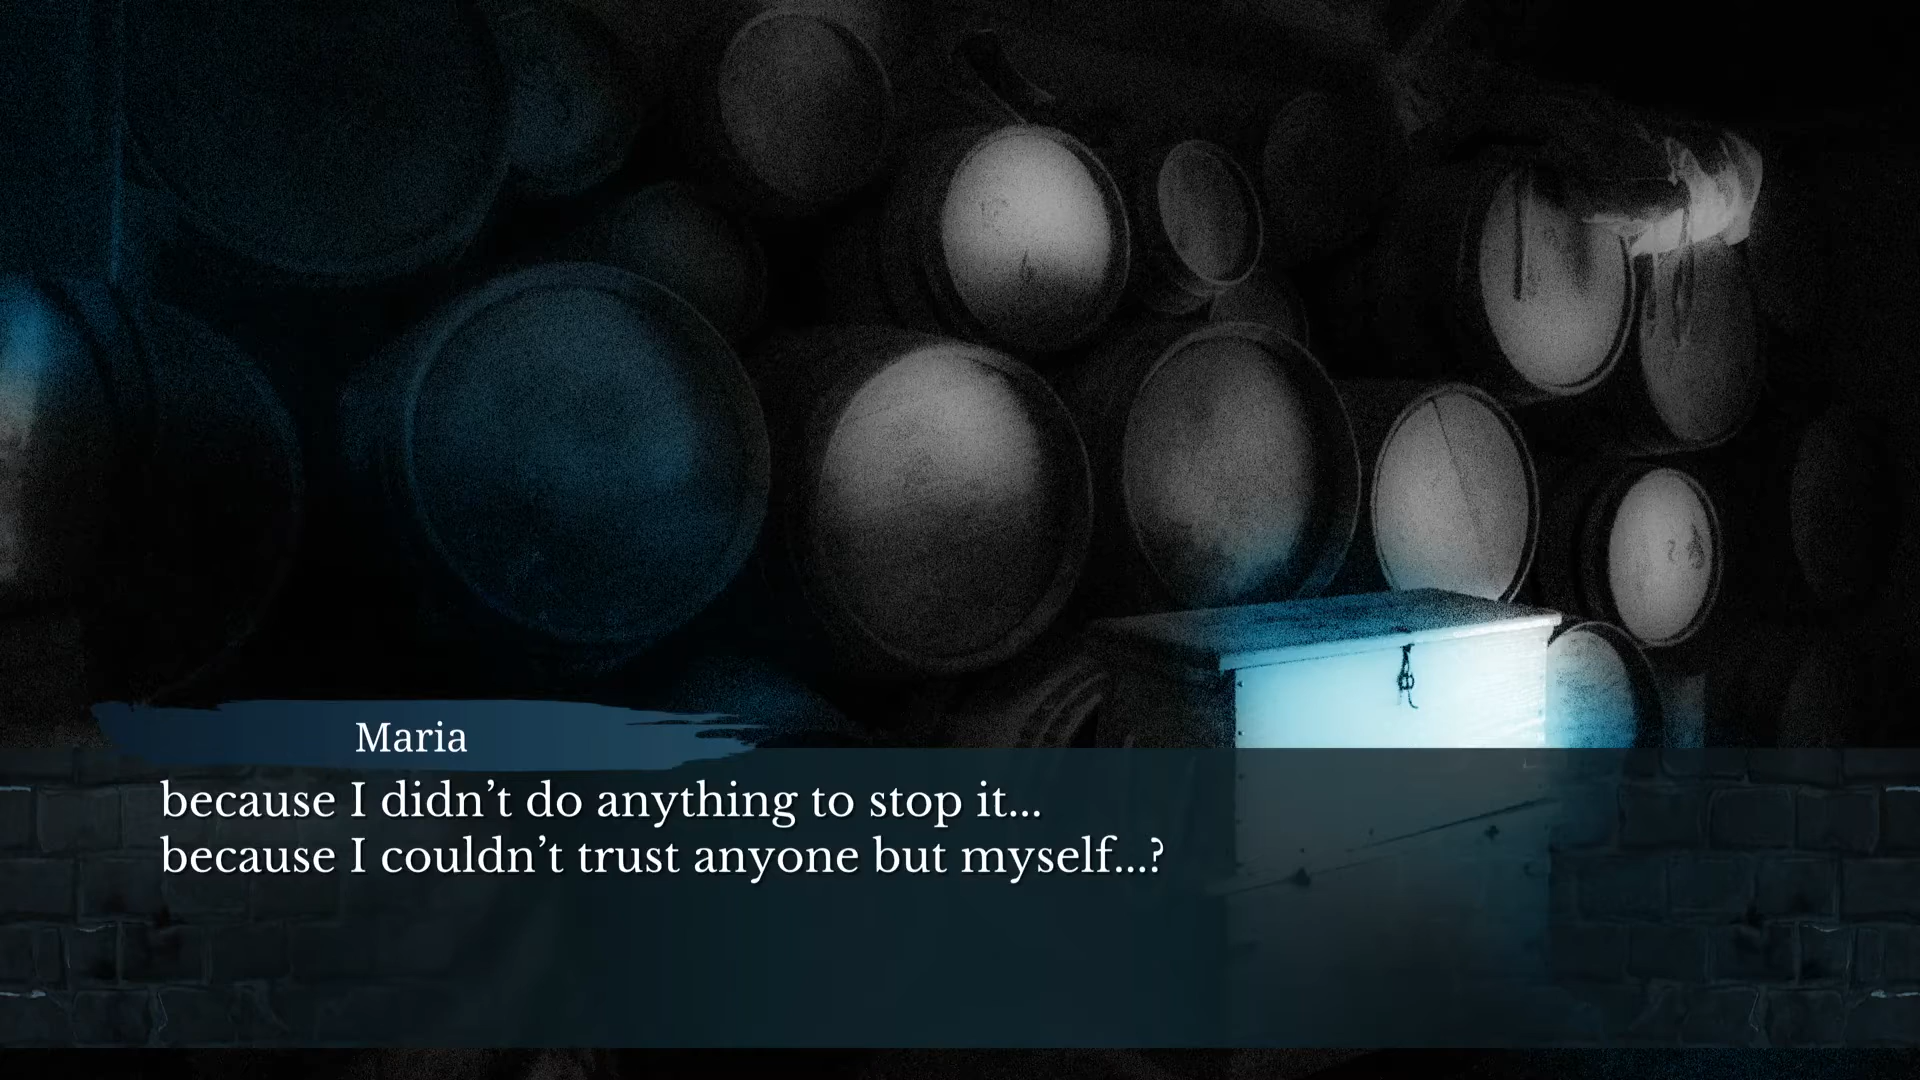 Maria
because I didn’t do anything to stop it...
because I couldn’t trust anyone but myself...?